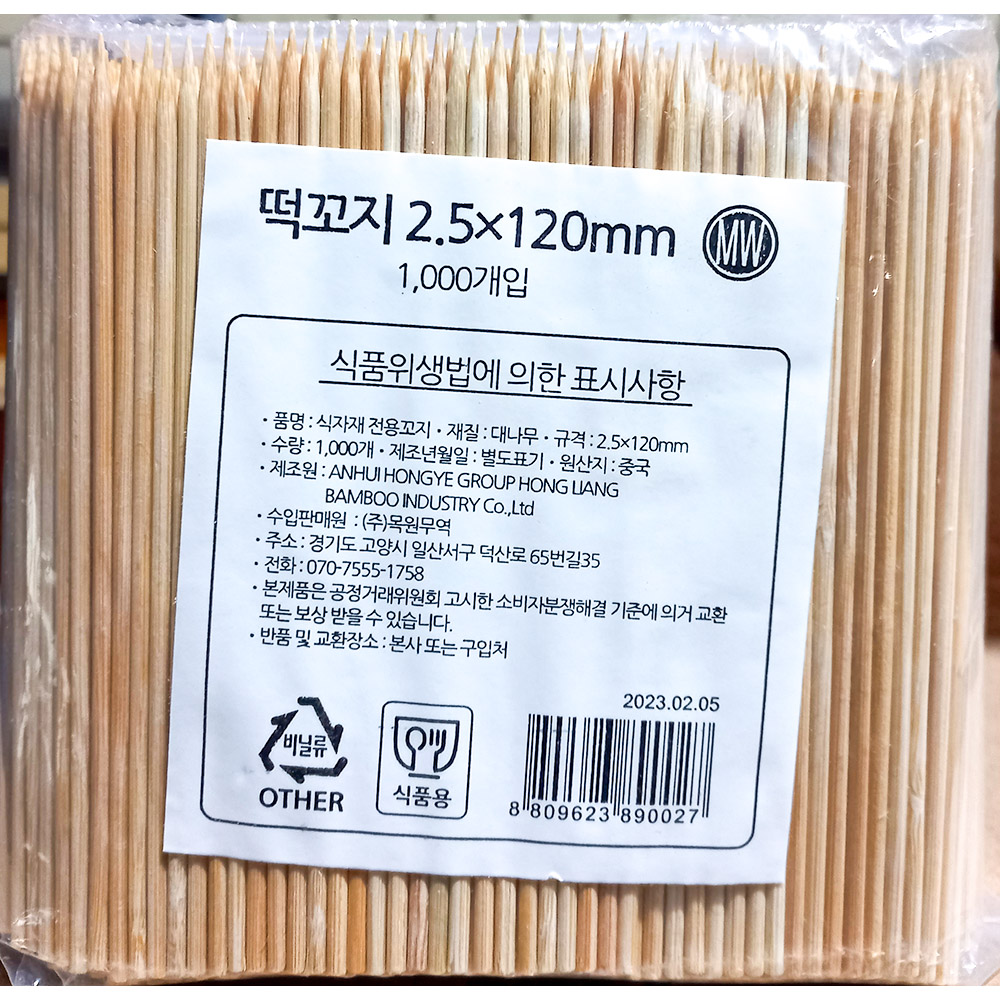 떡꼬지 2.5×120mm
MW
1,000개입
식품위생법에 의한 표시사항
· 품명 : 식자재 전용꼬지 · 재질 : 대나무 · 규격 : 2.5×120mm
· 수량 : 1,000개 · 제조년월일 : 별도표기 · 원산지 : 중국
· 제조원 : ANHUI HONGYE GROUP HONG LIANG
BAMBOO INDUSTRY Co.,Ltd
· 수입판매원 : (주)목원무역
· 주소 : 경기도 고양시 일산서구 덕산로 65번길35
· 전화 : 070-7555-1758
· 본제품은 공정거래위원회 고시한 소비자분쟁해결 기준에 의거 교환
또는 보상 받을 수 있습니다.
· 반품 및 교환장소 : 본사 또는 구입처
비닐류
OTHER
식품용
2023.02.05
8 809623 890027